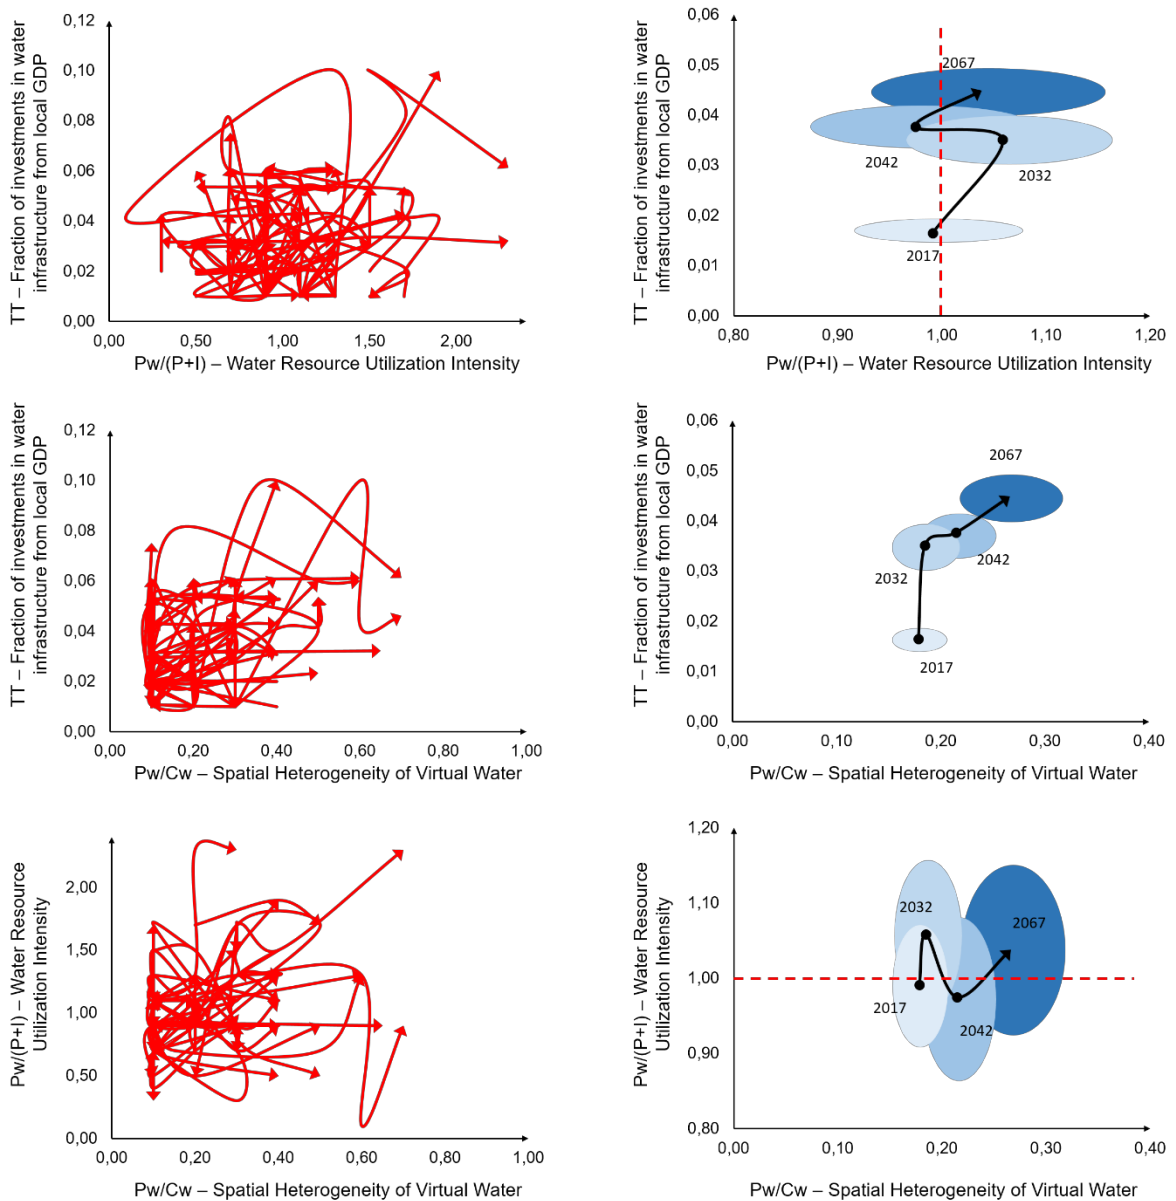 TT – Fraction of investments in water
infrastructure from local GDP
0,12
0,10
0,08
0,06
0,04
0,02
0,00
0,00 0,50 1,00 1,50 2,00
Pw/(P+I) – Water Resource Utilization Intensity
TT – Fraction of investments in water
infrastructure from local GDP
0,06
0,05
0,04
0,03
0,02
0,01
0,00
2067
2042
2032
2017
0,80 0,90 1,00 1,10 1,20
Pw/(P+I) – Water Resource Utilization Intensity
TT – Fraction of investments in water
infrastructure from local GDP
0,12
0,10
0,08
0,06
0,04
0,02
0,00
0,00 0,20 0,40 0,60 0,80 1,00
Pw/Cw – Spatial Heterogeneity of Virtual Water
TT – Fraction of investments in water
infrastructure from local GDP
0,06
0,05
0,04
0,03
0,02
0,01
0,00
2067
2042
2032
2017
0,00 0,10 0,20 0,30 0,40
Pw/Cw – Spatial Heterogeneity of Virtual Water
Pw/(P+I) – Water Resource
Utilization Intensity
2,00
1,50
1,00
0,50
0,00
0,00 0,20 0,40 0,60 0,80 1,00
Pw/Cw – Spatial Heterogeneity of Virtual Water
Pw/(P+I) – Water Resource
Utilization Intensity
1,20
1,10
1,00
0,90
0,80
2032
2067
2017
2042
0,00 0,10 0,20 0,30 0,40
Pw/Cw – Spatial Heterogeneity of Virtual Water